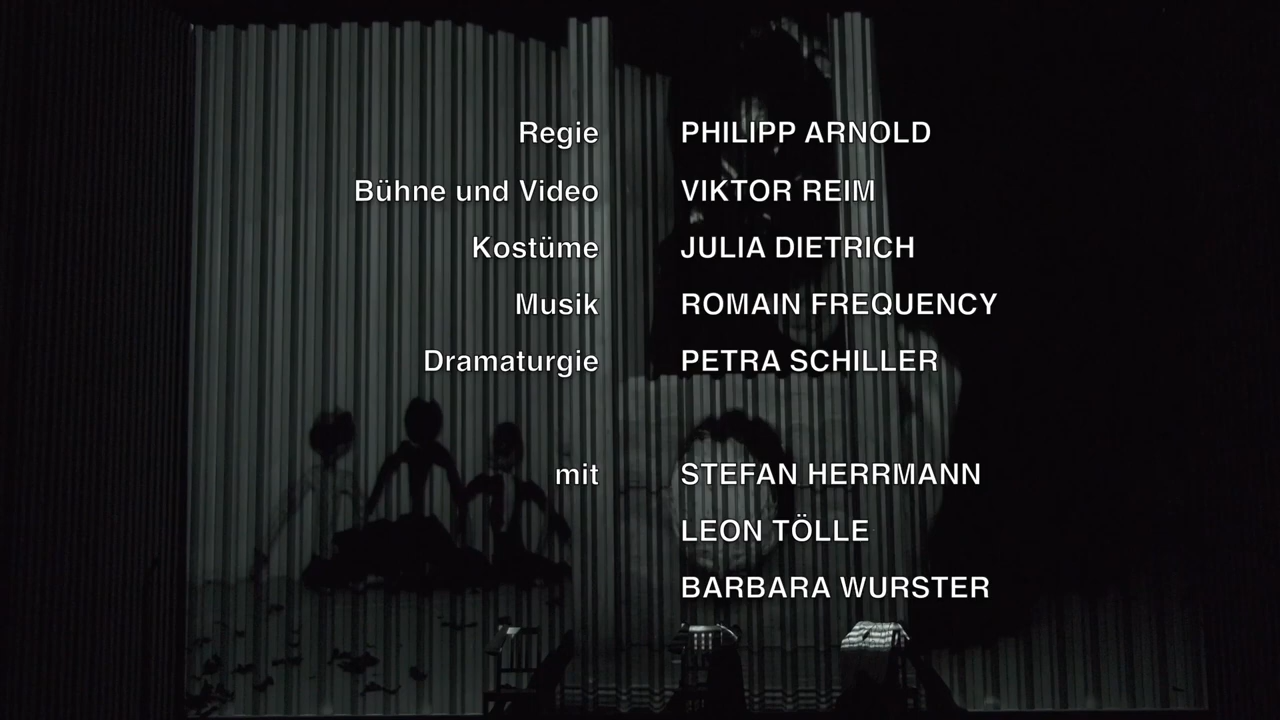 Regie PHILIPP ARNOLD
Bühne und Video VIKTOR REIM
Kostüme JULIA DIETRICH
Musik ROMAIN FREQUENCY
Dramaturgie PETRA SCHILLER
mit STEFAN HERRMANN
LEON TÖLLE
BARBARA WURSTER